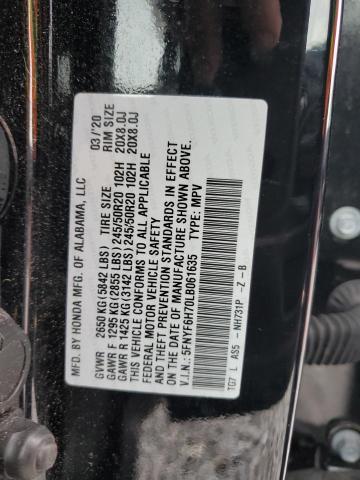 MFD. BY HONDA MFG. OF ALABAMA, LLC 03/'20
GVWR 2650 KG(5842 LBS) TIRE SIZE RIM SIZE
GAWR F 1295 KG(2855 LBS) 245/50R20 102H 20X8.0J
GAWR R 1425 KG(3142 LBS) 245/50R20 102H 20X8.0J
THIS VEHICLE CONFORMS TO ALL APPLICABLE
FEDERAL MOTOR VEHICLE SAFETY
AND THEFT PREVENTION STANDARDS IN EFFECT
ON THE DATE OF MANUFACTURE SHOWN ABOVE.
V.I.N.: 5FNYF6H70LB061635 TYPE: MPV
TG7 L AS5 - NH731P -Z - B